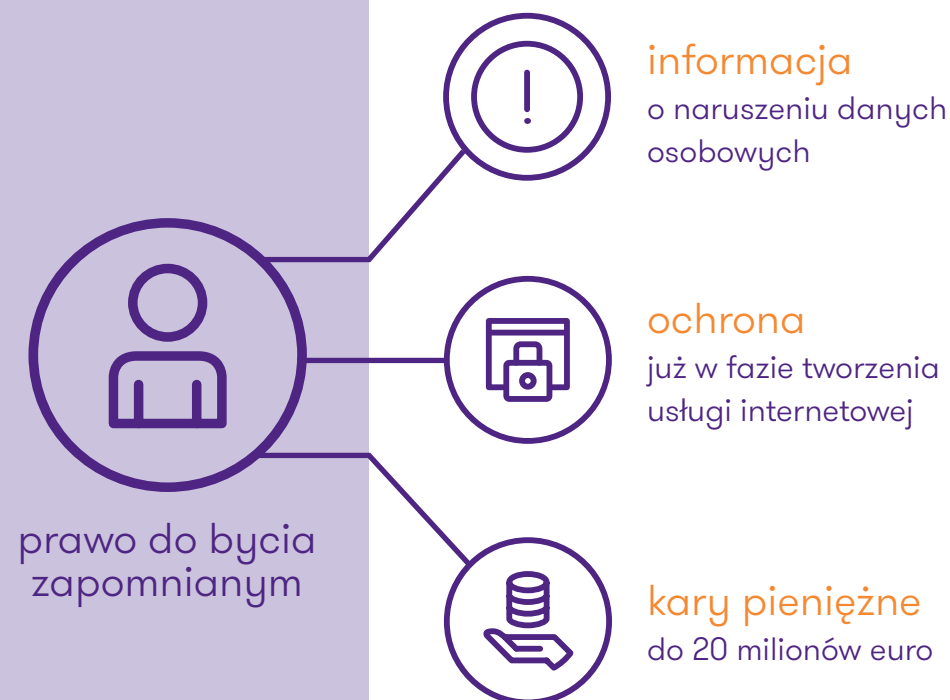 informacja
o naruszeniu danych
osobowych
ochrona
już w fazie tworzenia
usługi internetowej
prawo do bycia
zapomnianym
kary pieniężne
do 20 milionów euro